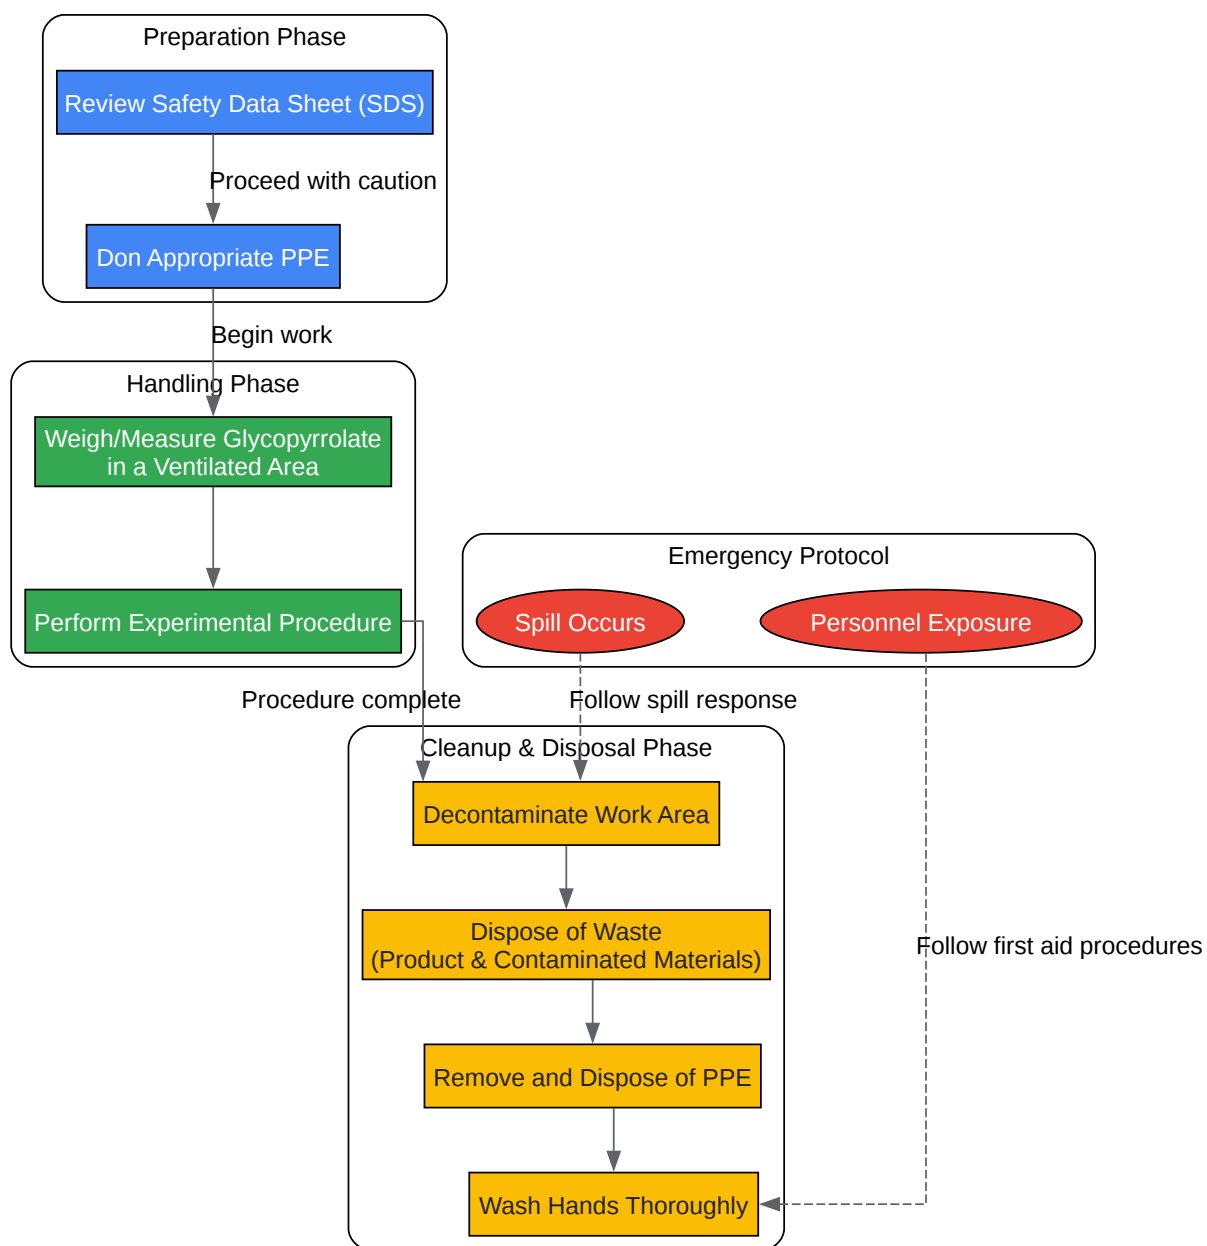 Preparation Phase
Review Safety Data Sheet (SDS)
Proceed with caution
Don Appropriate PPE
Begin work
Handling Phase
Weigh/Measure Glycopyrrolate
in a Ventilated Area
Perform Experimental Procedure
Emergency Protocol
Spill Occurs
Personnel Exposure
Procedure complete
Follow spill response
Cleanup & Disposal Phase
Decontaminate Work Area
Dispose of Waste
(Product & Contaminated Materials)
Follow first aid procedures
Remove and Dispose of PPE
Wash Hands Thoroughly